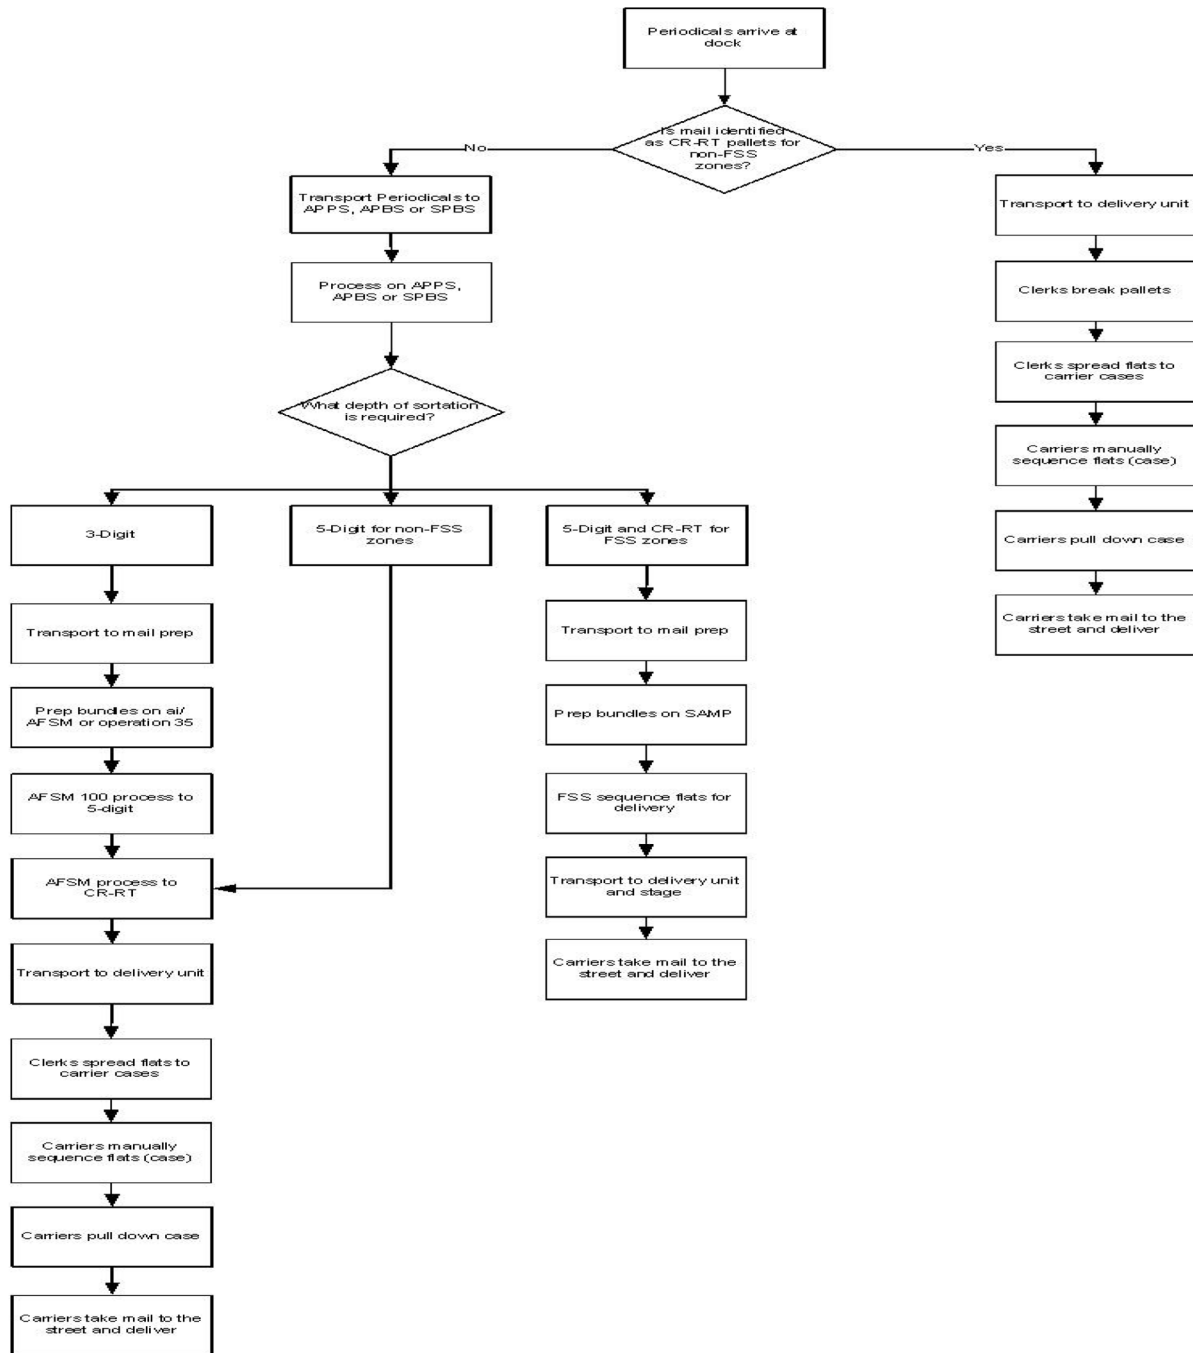 Periodicals arrive at
dock
Is mail identified
as CR-RT pallets for
non-FSS
zones?
No
Yes
Transport Periodicals to
APPS, APBS or SPBS
Process on APPS,
APBS or SPBS
What depth of sortation
is required?
3-Digit
5-Digit for non-FSS
zones
5-Digit and CR-RT for
FSS zones
Transport to mail prep
Prep bundles on ai/
AFSM or operation 35
AFSM 100 process to
5-digit
AFSM process to
CR-RT
Transport to delivery unit
Clerks spread flats to
carrier cases
Carriers manually
sequence flats (case)
Carriers pull down case
Carriers take mail to the
street and deliver
Transport to mail prep
Prep bundles on SAMP
FSS sequence flats for
delivery
Transport to delivery unit
and stage
Carriers take mail to the
street and deliver
Transport to delivery unit
Clerks break pallets
Clerks spread flats to
carrier cases
Carriers manually
sequence flats (case)
Carriers pull down case
Carriers take mail to the
street and deliver